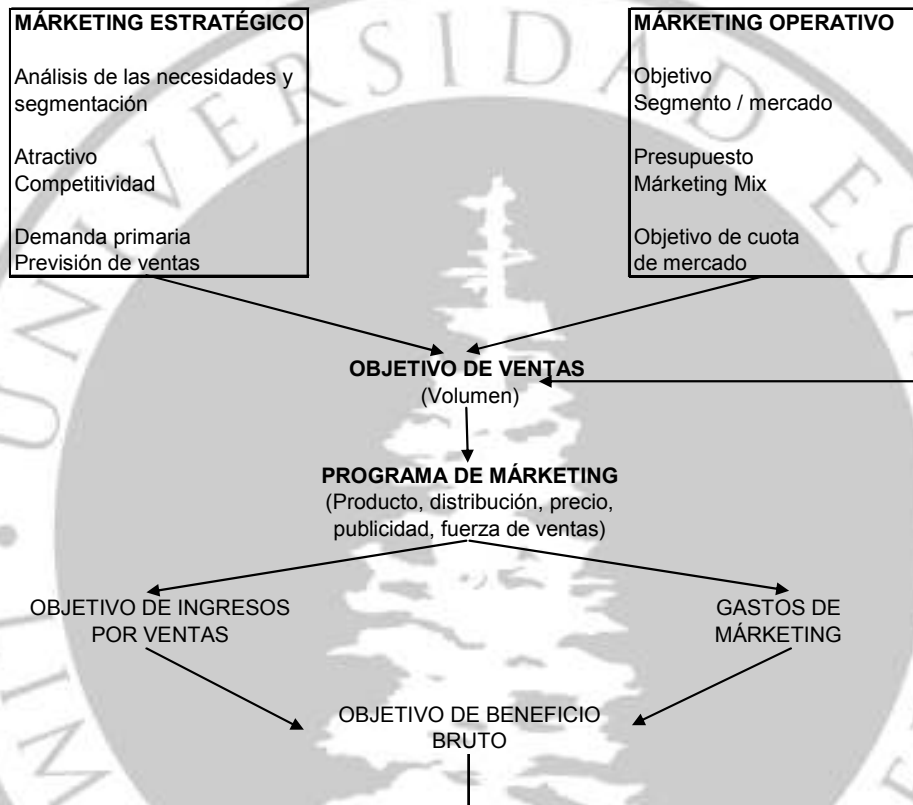 MÁRKETING ESTRATÉGICO
Análisis de las necesidades y
segmentación
Atractivo
Competitividad
Demanda primaria
Previsión de ventas
MÁRKETING OPERATIVO
Objetivo
Segmento / mercado
Presupuesto
Márketing Mix
Objetivo de cuota
de mercado
OBJETIVO DE VENTAS
(Volumen)
PROGRAMA DE MÁRKETING
(Producto, distribución, precio,
publicidad, fuerza de ventas)
OBJETIVO DE INGRESOS
POR VENTAS
GASTOS DE
MÁRKETING
OBJETIVO DE BENEFICIO
BRUTO